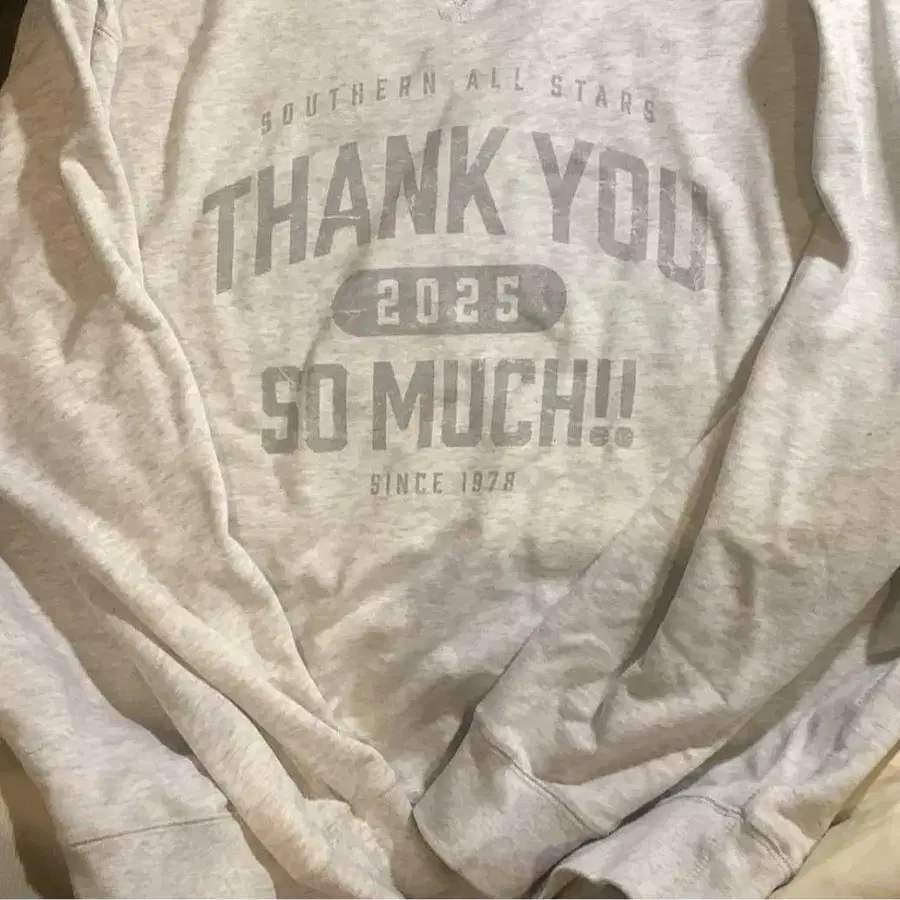 SOUTHERN ALL STARS
THANK YOU
2025
SO MUCH!!
SINCE 1978